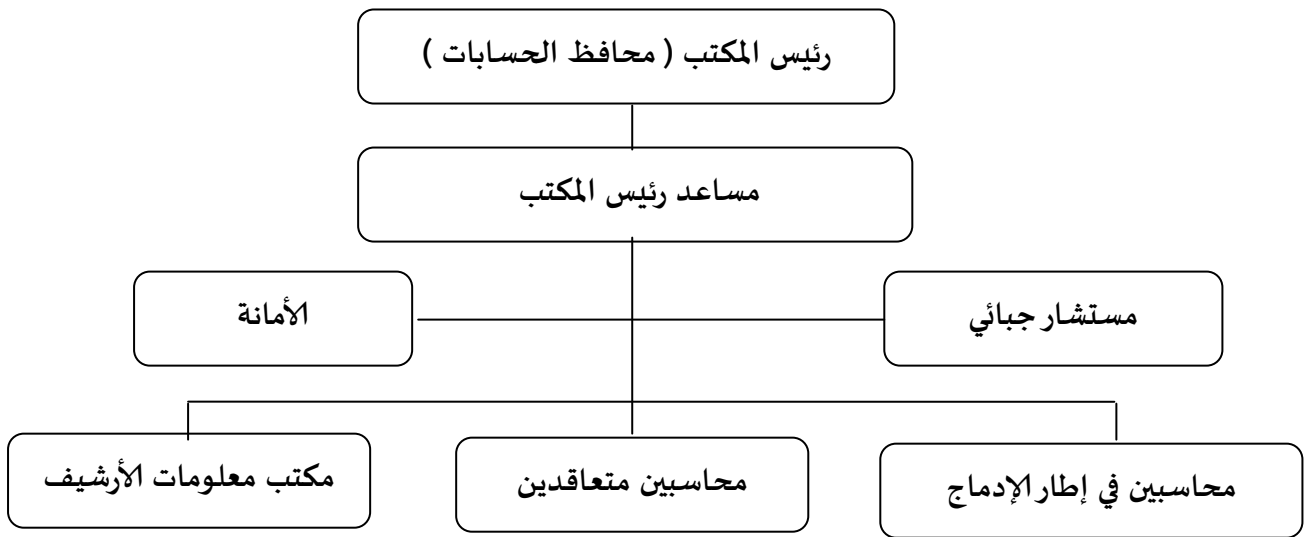 رئيس المكتب ( محافظ الحسابات )
مساعد رئيس المكتب
مستشار جبائي
الأمانة
محاسبين في إطار الإدماج
محاسبين متعاقدين
مكتب معلومات الأرشيف